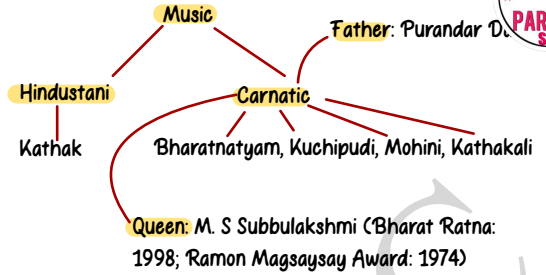 Music
Father: Purandar
PAR
Hindustani
Carnatic
Kathak
Bharatnatyam, Kuchipudi, Mohini, Kathakali
Queen: M. S Subbulakshmi (Bharat Ratna:
1998; Ramon Magsaysay Award: 1974)